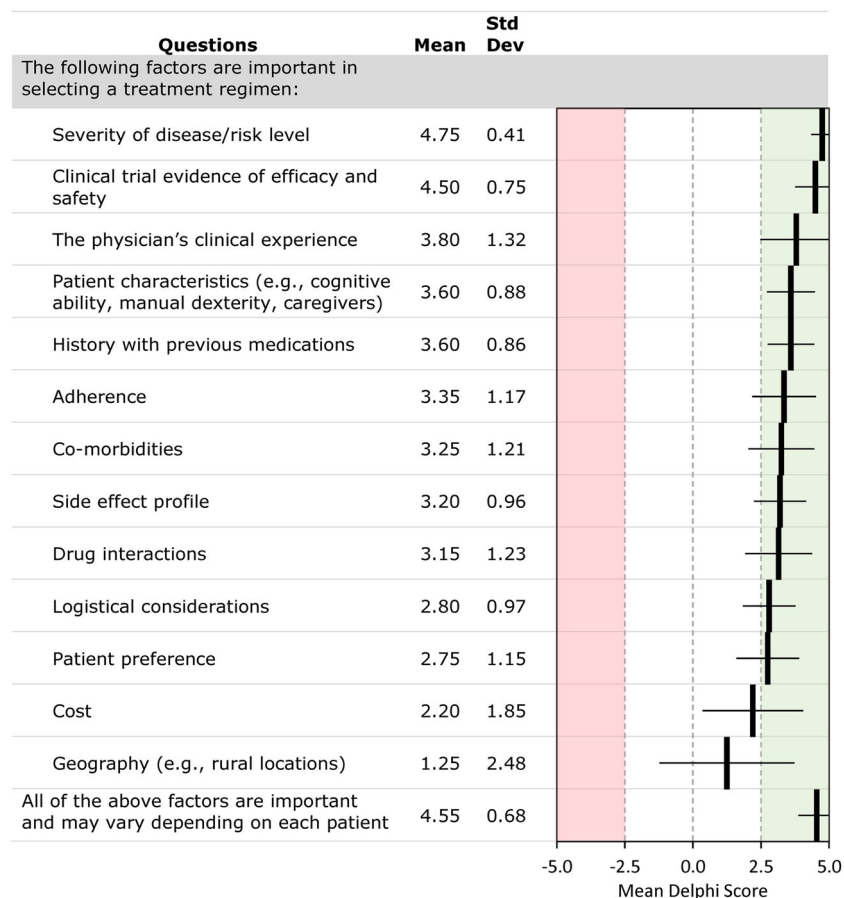 Questions Mean Std Dev
The following factors are important in
selecting a treatment regimen:
Severity of disease/risk level 4.75 0.41
Clinical trial evidence of efficacy and
safety 4.50 0.75
The physician’s clinical experience 3.80 1.32
Patient characteristics (e.g., cognitive
ability, manual dexterity, caregivers) 3.60 0.88
History with previous medications 3.60 0.86
Adherence 3.35 1.17
Co-morbidities 3.25 1.21
Side effect profile 3.20 0.96
Drug interactions 3.15 1.23
Logistical considerations 2.80 0.97
Patient preference 2.75 1.15
Cost 2.20 1.85
Geography (e.g., rural locations) 1.25 2.48
All of the above factors are important
and may vary depending on each patient 4.55 0.68
-5.0 -2.5 0.0 2.5 5.0
Mean Delphi Score